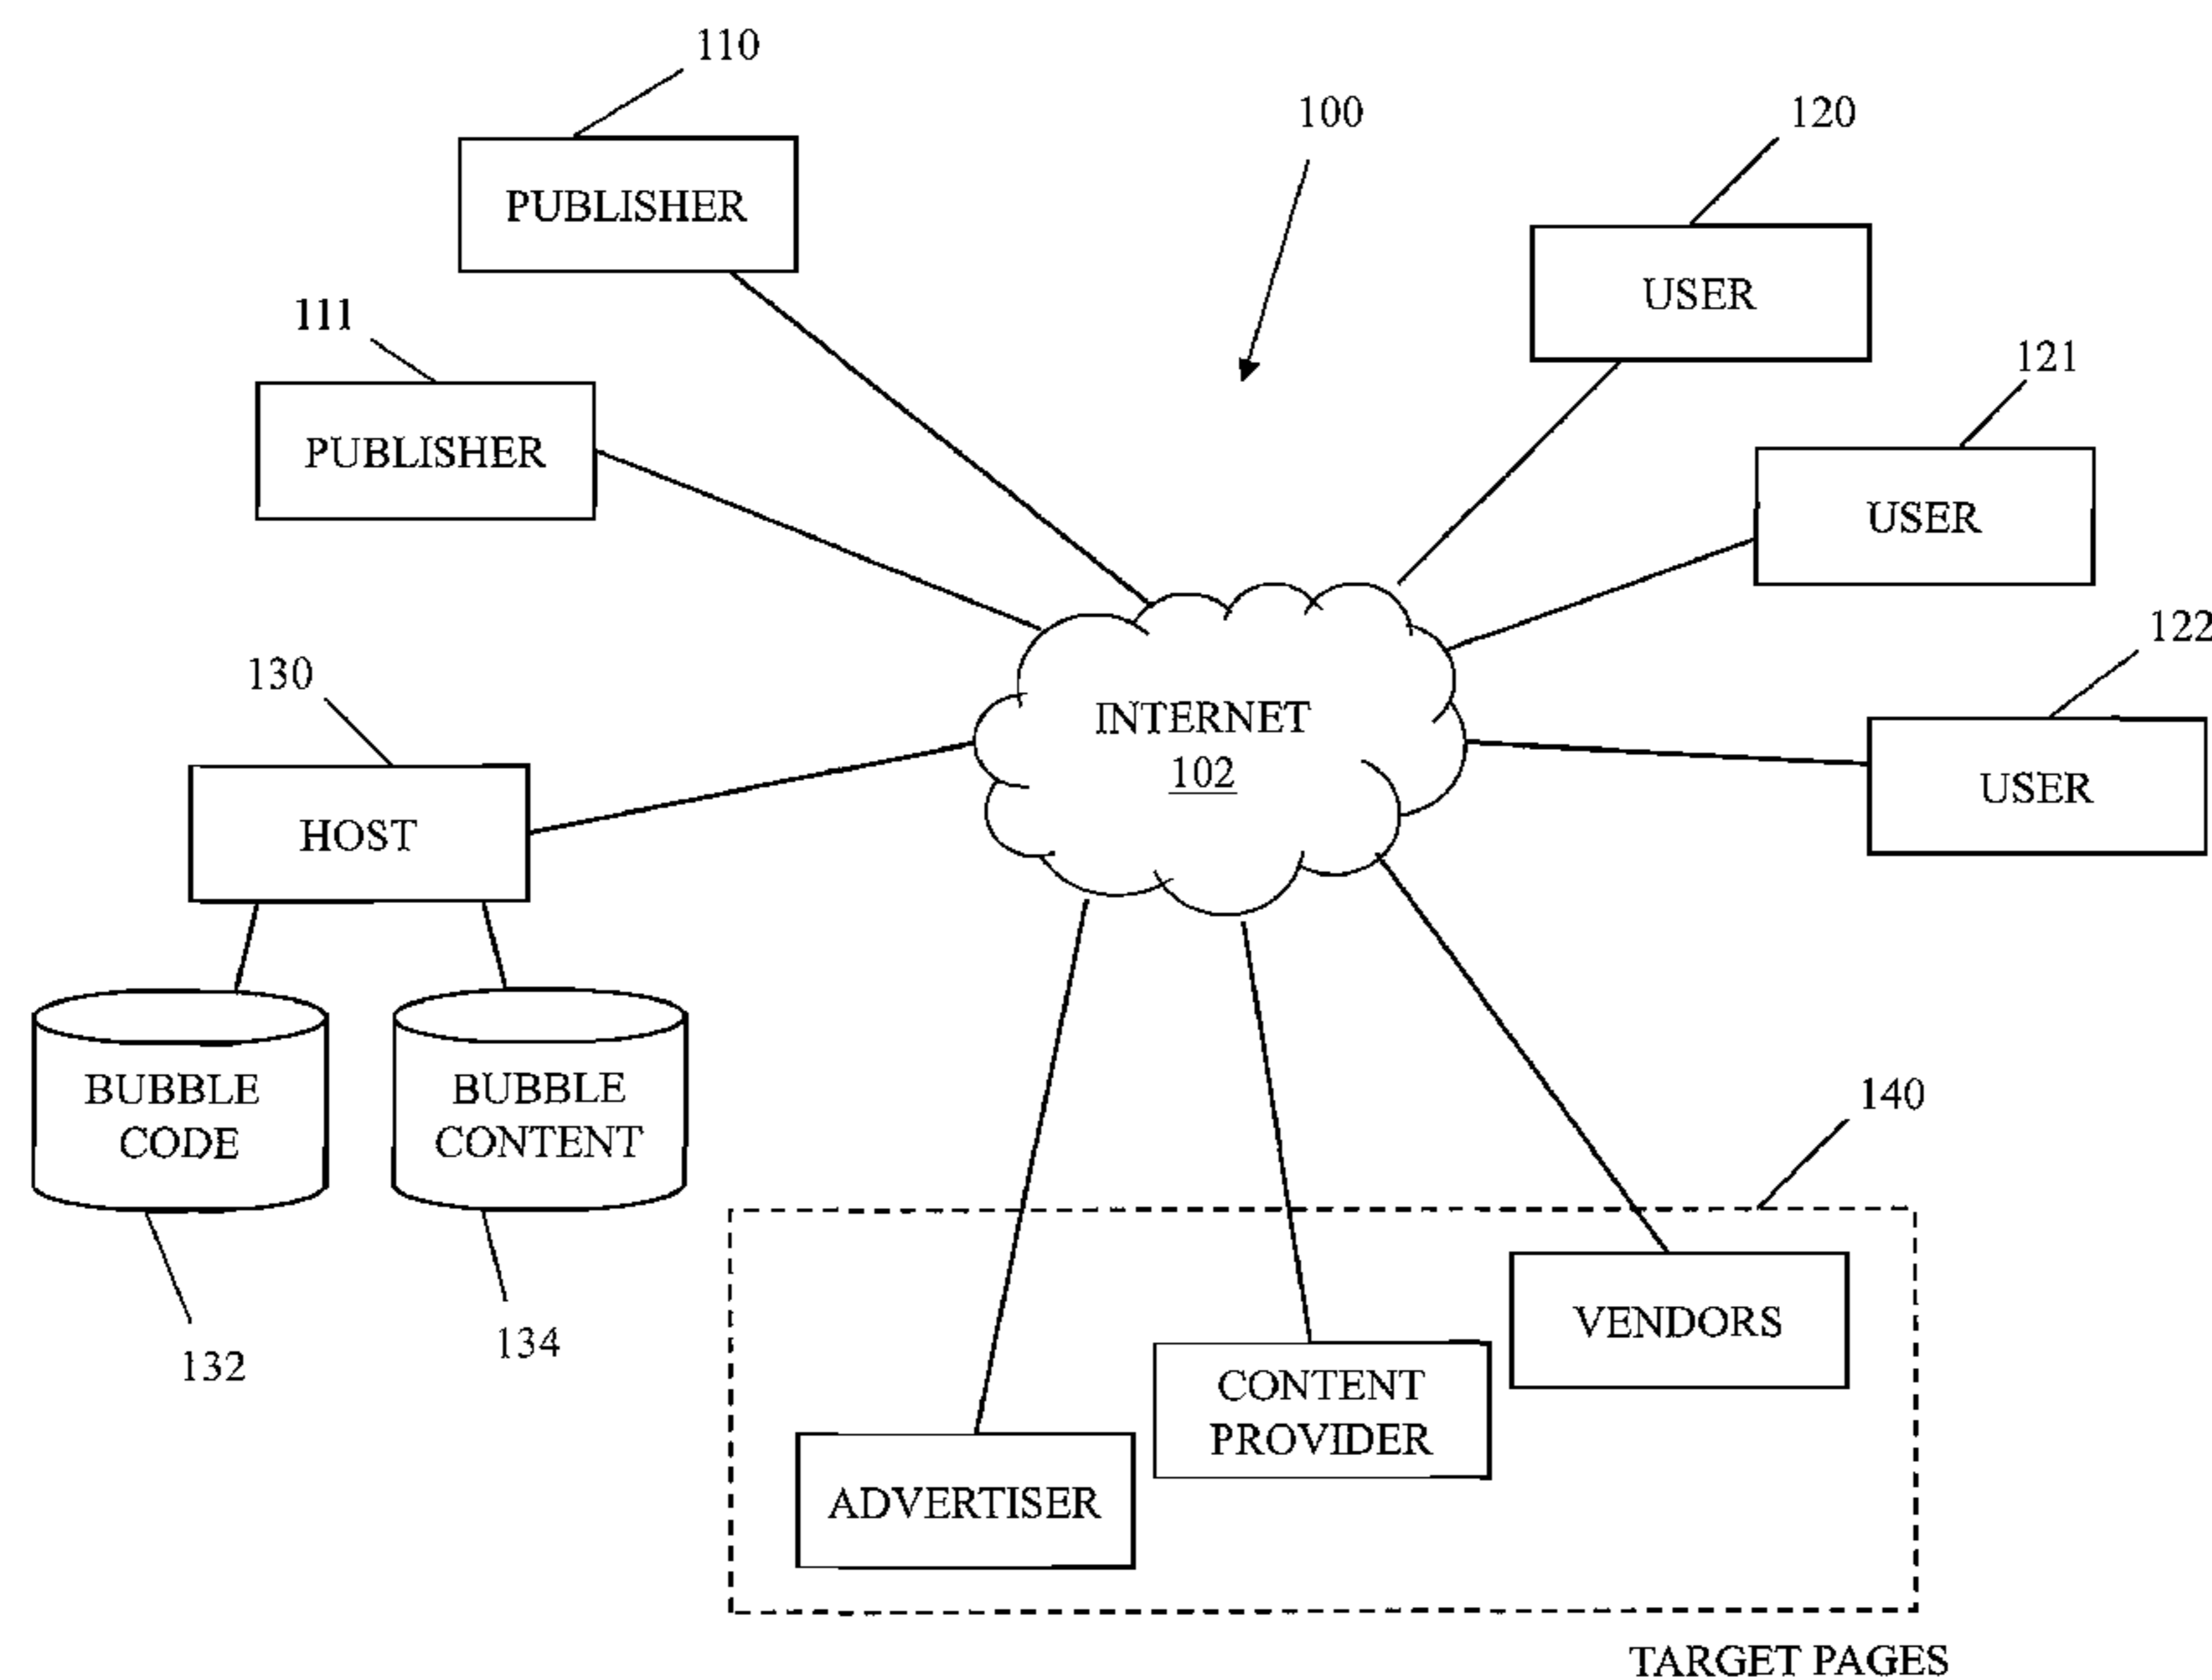 110
100
120
PUBLISHER
USER
111
121
PUBLISHER
USER
122
130
INTERNET
102
USER
HOST
BUBBLE
CODE
BUBBLE
CONTENT
140
132
134
VENDORS
CONTENT
PROVIDER
ADVERTISER
TARGET PAGES